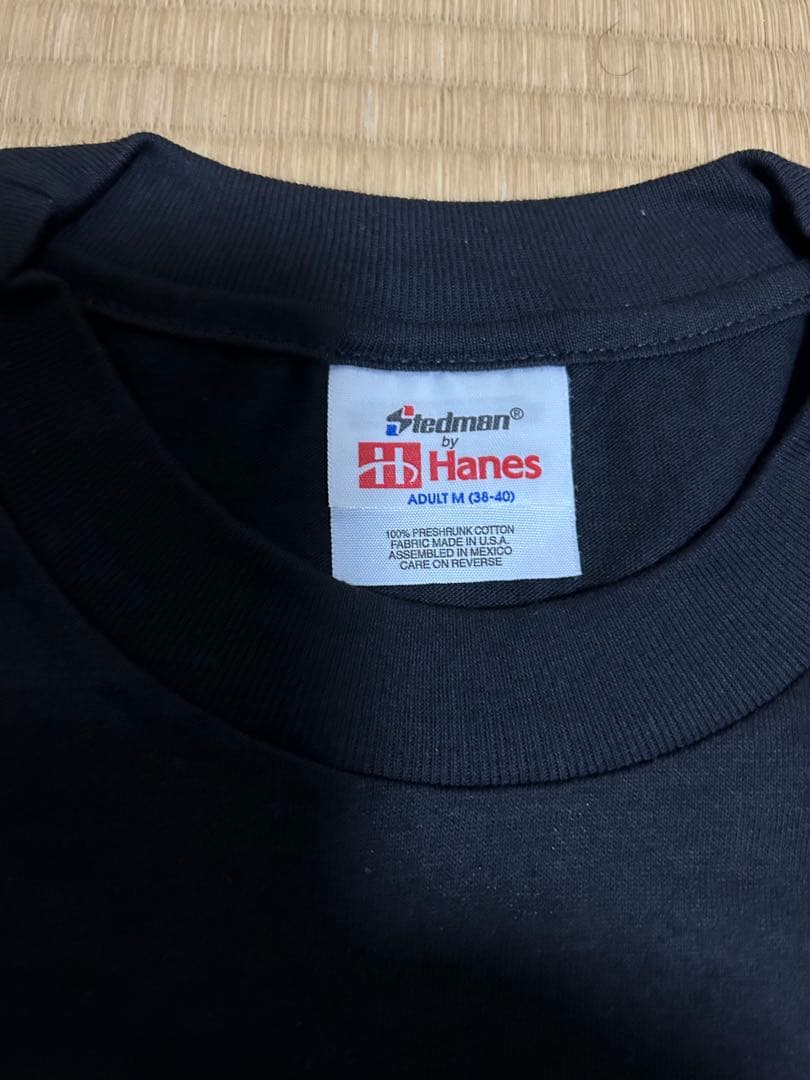 Stedman®
by
Hanes
ADULT M (38-40)
100% PRESHRUNK COTTON
FABRIC MADE IN U.S.A.
ASSEMBLED IN MEXICO
CARE ON REVERSE